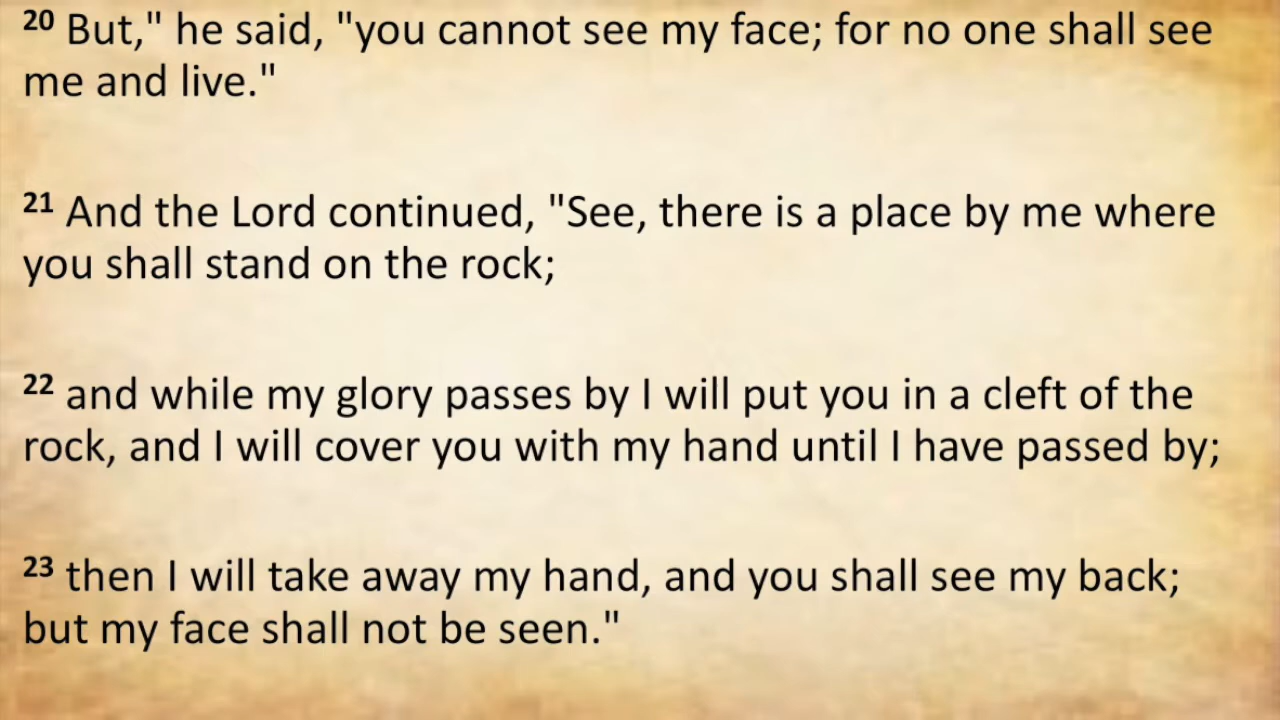 20 But," he said, "you cannot see my face; for no one shall see
me and live."
21 And the Lord continued, "See, there is a place by me where
you shall stand on the rock;
22 and while my glory passes by I will put you in a cleft of the
rock, and I will cover you with my hand until I have passed by;
23 then I will take away my hand, and you shall see my back;
but my face shall not be seen."